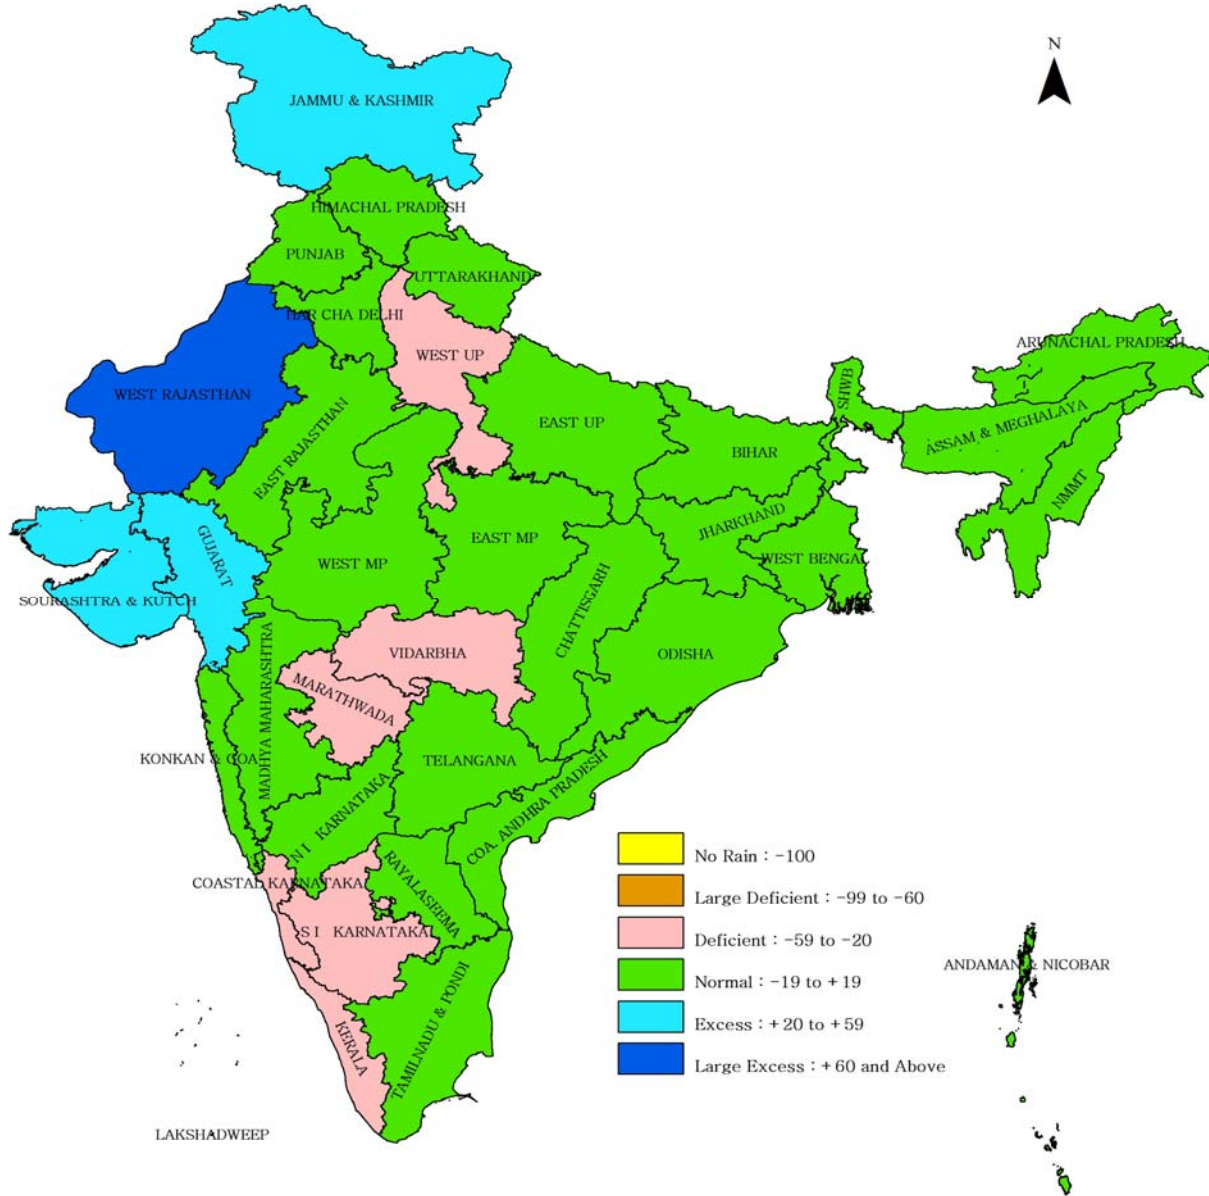 N
JAMMU & KASHMIR
HIMACHAL PRADESH
PUNJAB
UTTARAKHAND
HAR CHA DELHI
ARUNACHAL PRADESH
WEST UP
SHWB
WEST RAJASTHAN
EAST RAJASTHAN
EAST UP
ASSAM & MEGHALAYA
BIHAR
NMMT
JHARKHAND
EAST MP
GUJARAT
WEST MP
WEST BENGAL
SOURASHTRA & KUTCH
CHATTISGARH
VIDARBHA
ODISHA
MARATHWADA
MADHYA MAHARASHTRA
KONKAN & GOA
TELANGANA
COA. ANDHRA PRADESH
N I KARNATAKA
COASTAL KARNATAKA
RAYALASEEMA
S I KARNATAKA
KERALA
TAMILNADU & PONDI
ANDAMAN & NICOBAR
LAKSHADWEEP
No Rain : -100
Large Deficient : -99 to -60
Deficient : -59 to -20
Normal : -19 to +19
Excess : +20 to +59
Large Excess : +60 and Above